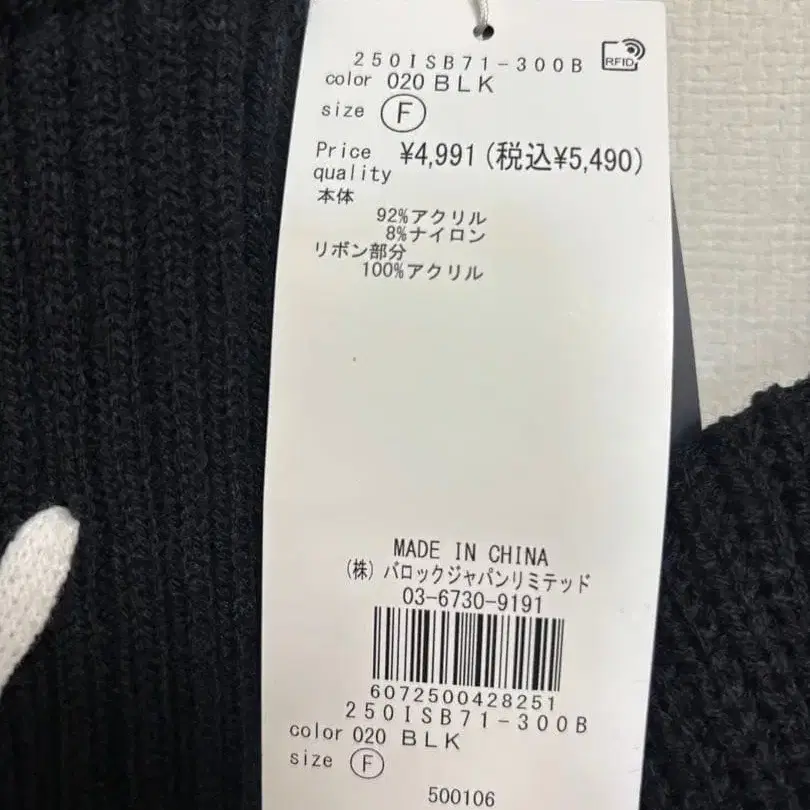 250ISB71-300B
RFID
color 020 BLK
size F
Price ¥4,991 (税込¥5,490)
quality
本体
92%アクリル
8%ナイロン
リボン部分
100%アクリル
MADE IN CHINA
(株) バロックジャパンリミテッド
03-6730-9191
6072500428251
250ISB71-300B
color 020 BLK
size F
500106